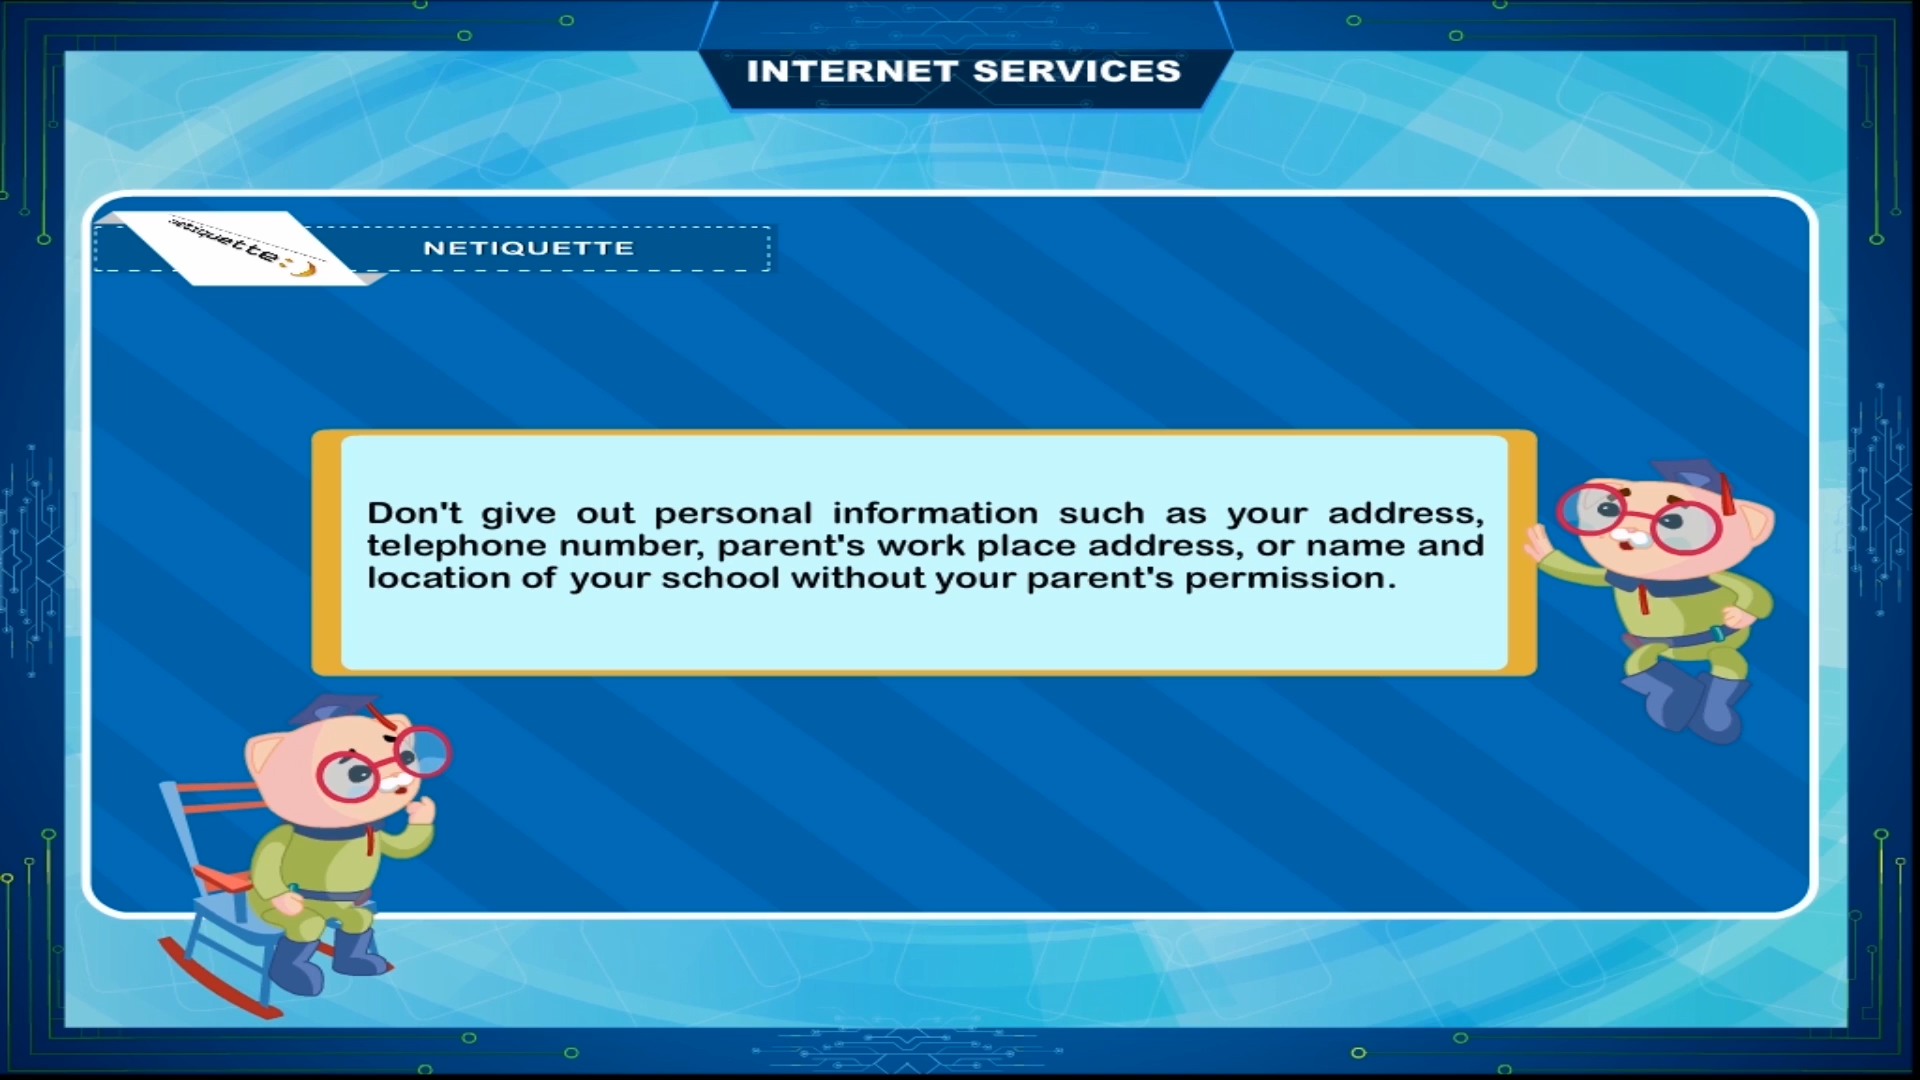 INTERNET SERVICES
netiquette:)
NETIQUETTE
Don't give out personal information such as your address,
telephone number, parent's work place address, or name and
location of your school without your parent's permission.